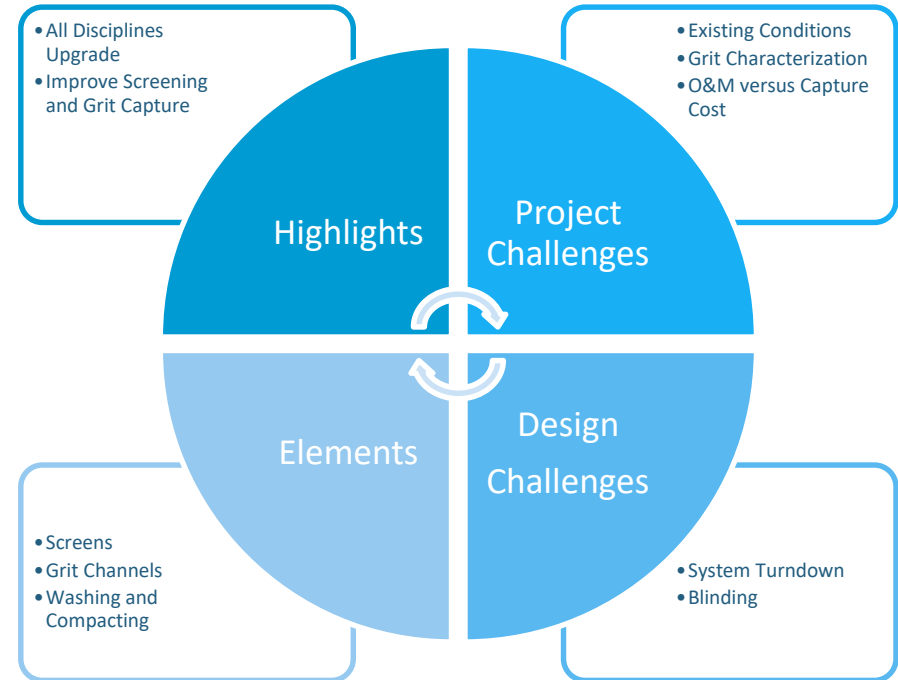 • All Disciplines
Upgrade
• Improve Screening
and Grit Capture
• Existing Conditions
• Grit Characterization
• O&M versus Capture
Cost
Highlights
Project
Challenges
Elements
Design
Challenges
• Screens
• Grit Channels
• Washing and
Compacting
• System Turndown
• Blinding